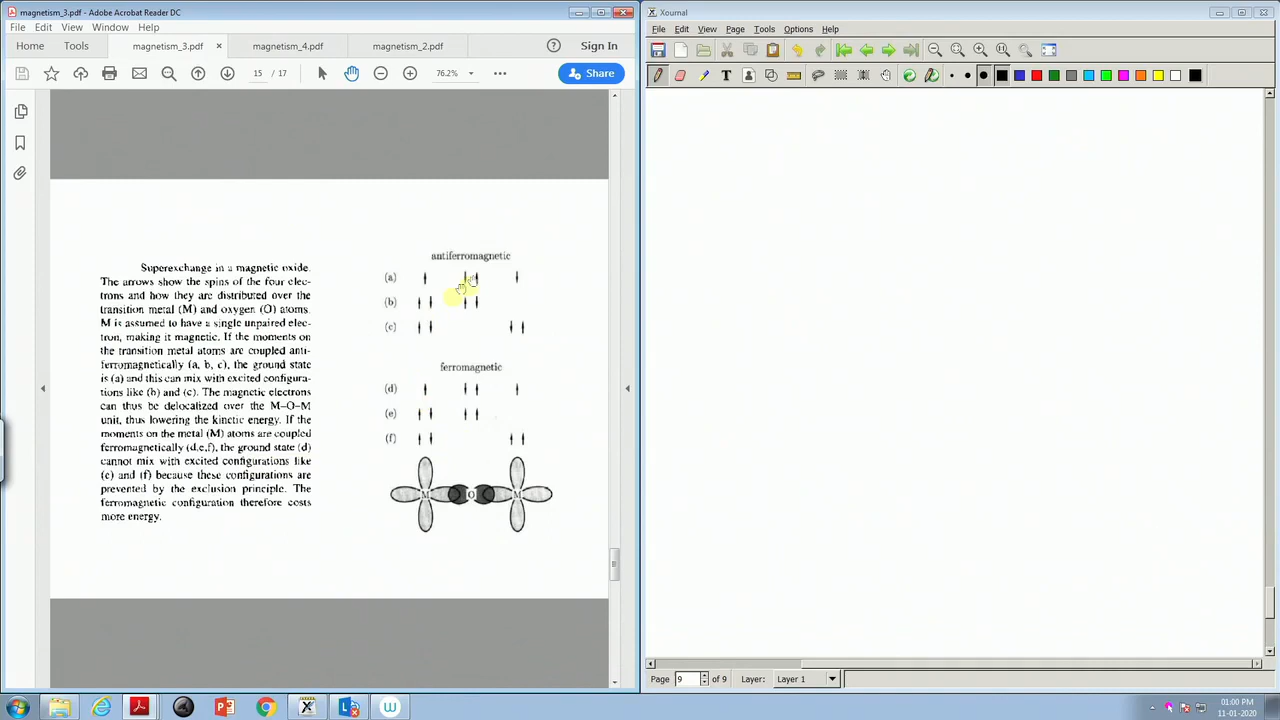 magnetism_3.pdf - Adobe Acrobat Reader DC
File Edit View Window Help
Home Tools magnetism_3.pdf × magnetism_4.pdf magnetism_2.pdf Sign In
15 / 17 76.2% Share
Superexchange in a magnetic oxide.
The arrows show the spins of the four elec-
trons and how they are distributed over the
transition metal (M) and oxygen (O) atoms.
M is assumed to have a single unpaired elec-
tron, making it magnetic. If the moments on
the transition metal atoms are coupled anti-
ferromagnetically (a, b, c), the ground state
is (a) and this can mix with excited configura-
tions like (b) and (c). The magnetic electrons
can thus be delocalized over the M–O–M
unit, thus lowering the kinetic energy. If the
moments on the metal (M) atoms are coupled
ferromagnetically (d,e,f), the ground state (d)
cannot mix with excited configurations like
(e) and (f) because these configurations are
prevented by the exclusion principle. The
ferromagnetic configuration therefore costs
more energy.
antiferromagnetic
(a)
(b)
(c)
ferromagnetic
(d)
(e)
(f)
M O M
Xournal
File Edit View Page Tools Options Help
T
Page 9 of 9 Layer: Layer 1
01:00 PM
11-01-2020